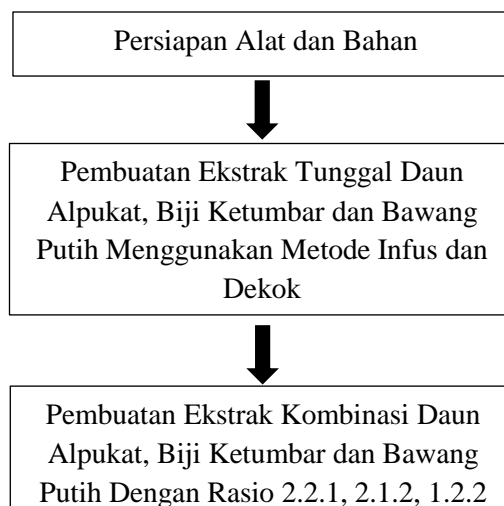 Persiapan Alat dan Bahan
Pembuatan Ekstrak Tunggal Daun
Alpukat, Biji Ketumbar dan Bawang
Putih Menggunakan Metode Infus dan
Dekok
Pembuatan Ekstrak Kombinasi Daun
Alpukat, Biji Ketumbar dan Bawang
Putih Dengan Rasio 2.2.1, 2.1.2, 1.2.2